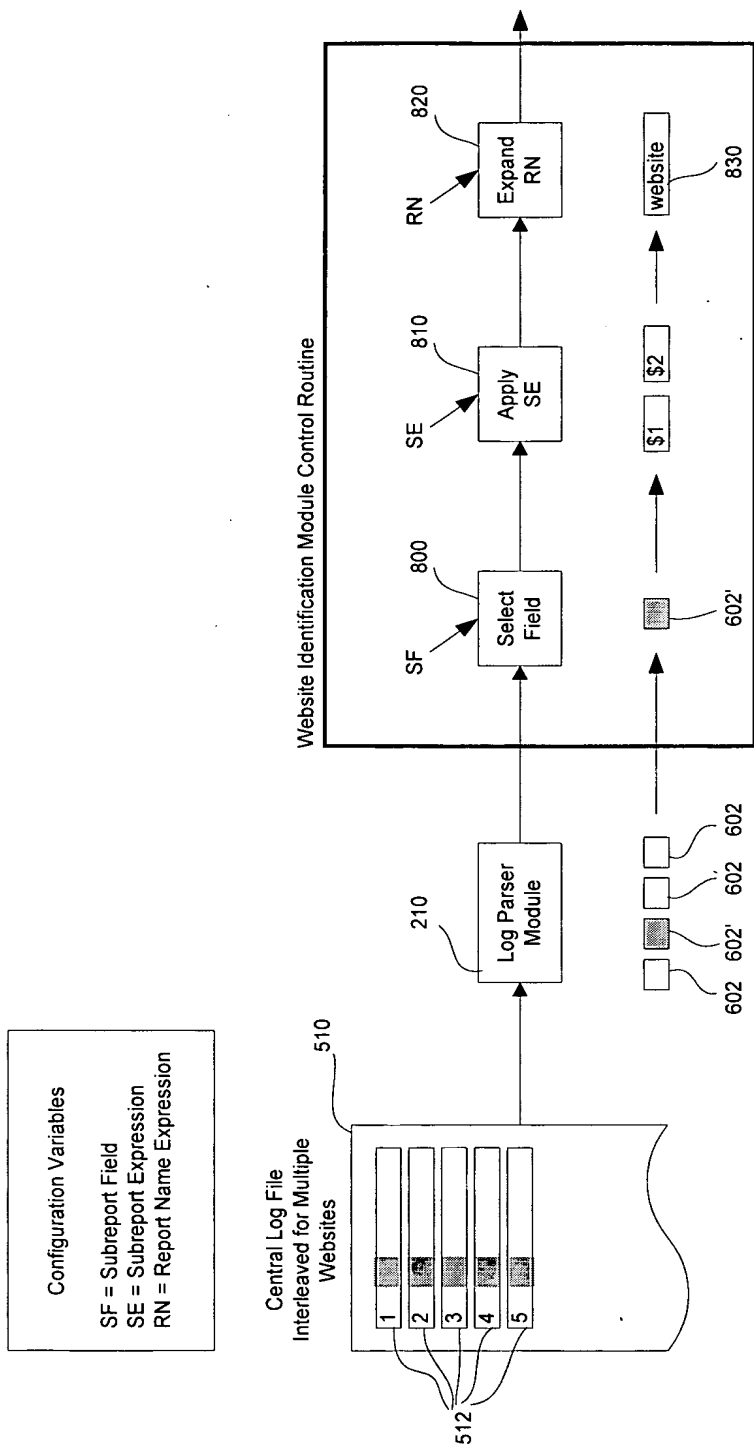 Configuration Variables
SF = Subreport Field
SE = Subreport Expression
RN = Report Name Expression
Central Log File
Interleaved for Multiple
Websites
510
1
2
3
4
5
512
210
Log Parser
Module
602
602'
602
602
Website Identification Module Control Routine
SF
800
Select
Field
602'
SE
810
Apply
SE
$1
$2
RN
820
Expand
RN
website
830